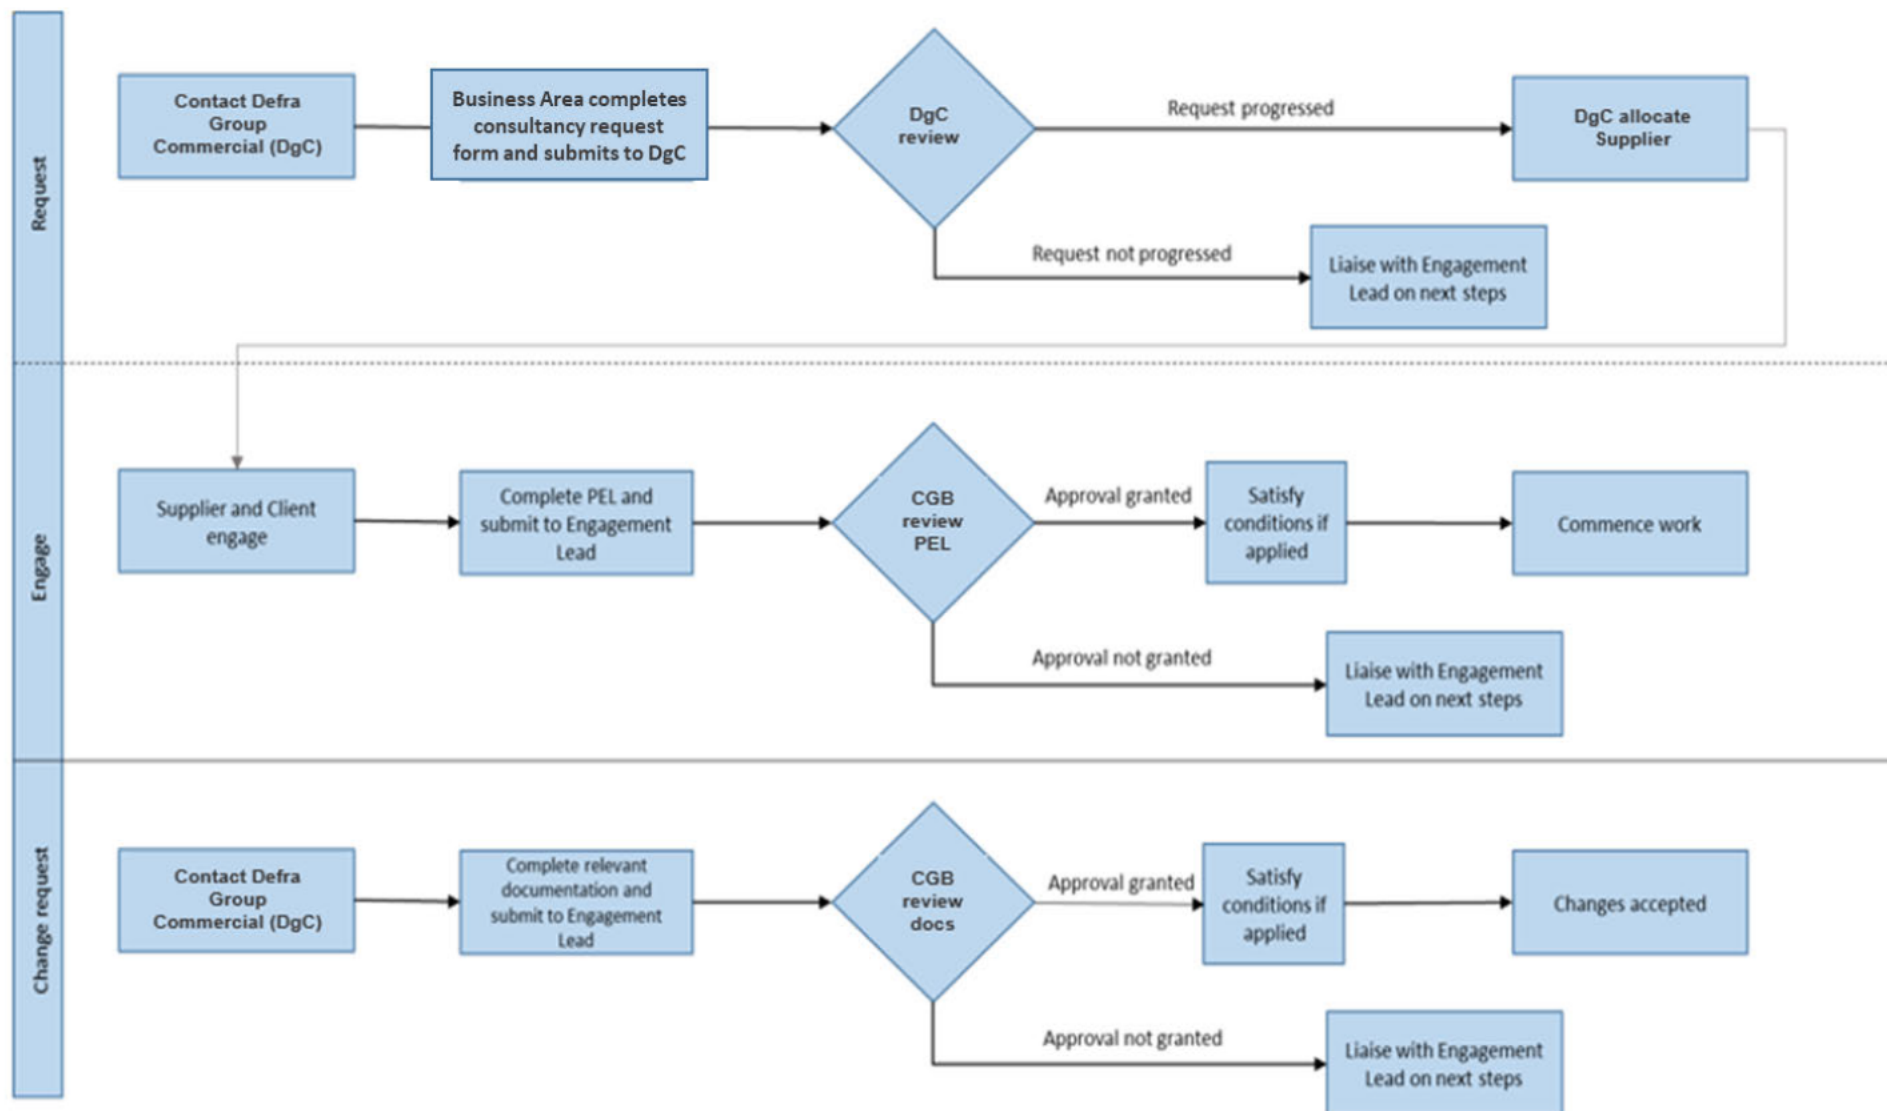 Request
Contact Defra
Group
Commercial (DgC)
Business Area completes
consultancy request
form and submits to DgC
DgC
review
Request progressed
DgC allocate
Supplier
Request not progressed
Liaise with Engagement
Lead on next steps
Engage
Supplier and Client
engage
Complete PEL and
submit to Engagement
Lead
CGB
review
PEL
Approval granted
Satisfy
conditions if
applied
Commence work
Approval not granted
Liaise with Engagement
Lead on next steps
Change request
Contact Defra
Group
Commercial (DgC)
Complete relevant
documentation and
submit to Engagement
Lead
CGB
review
docs
Approval granted
Satisfy
conditions if
applied
Changes accepted
Approval not granted
Liaise with Engagement
Lead on next steps